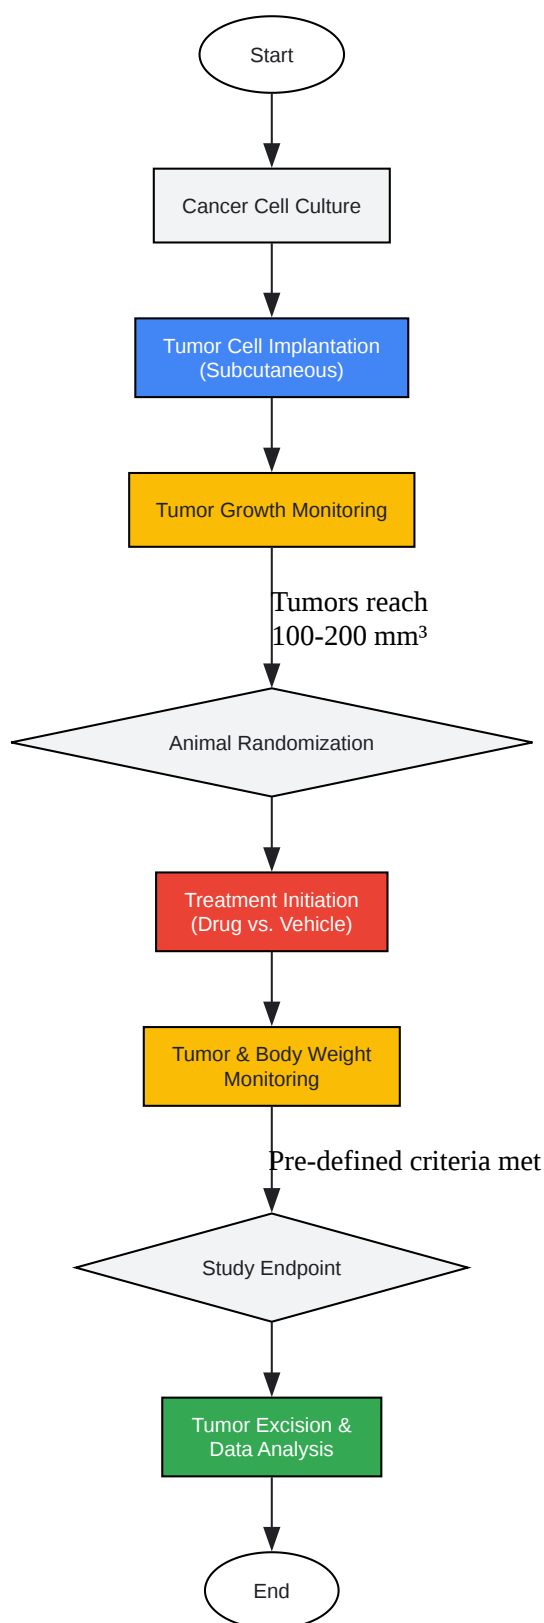 Start
Cancer Cell Culture
Tumor Cell Implantation
(Subcutaneous)
Tumor Growth Monitoring
Tumors reach
100-200 mm³
Animal Randomization
Treatment Initiation
(Drug vs. Vehicle)
Tumor & Body Weight
Monitoring
Pre-defined criteria met
Study Endpoint
Tumor Excision &
Data Analysis
End